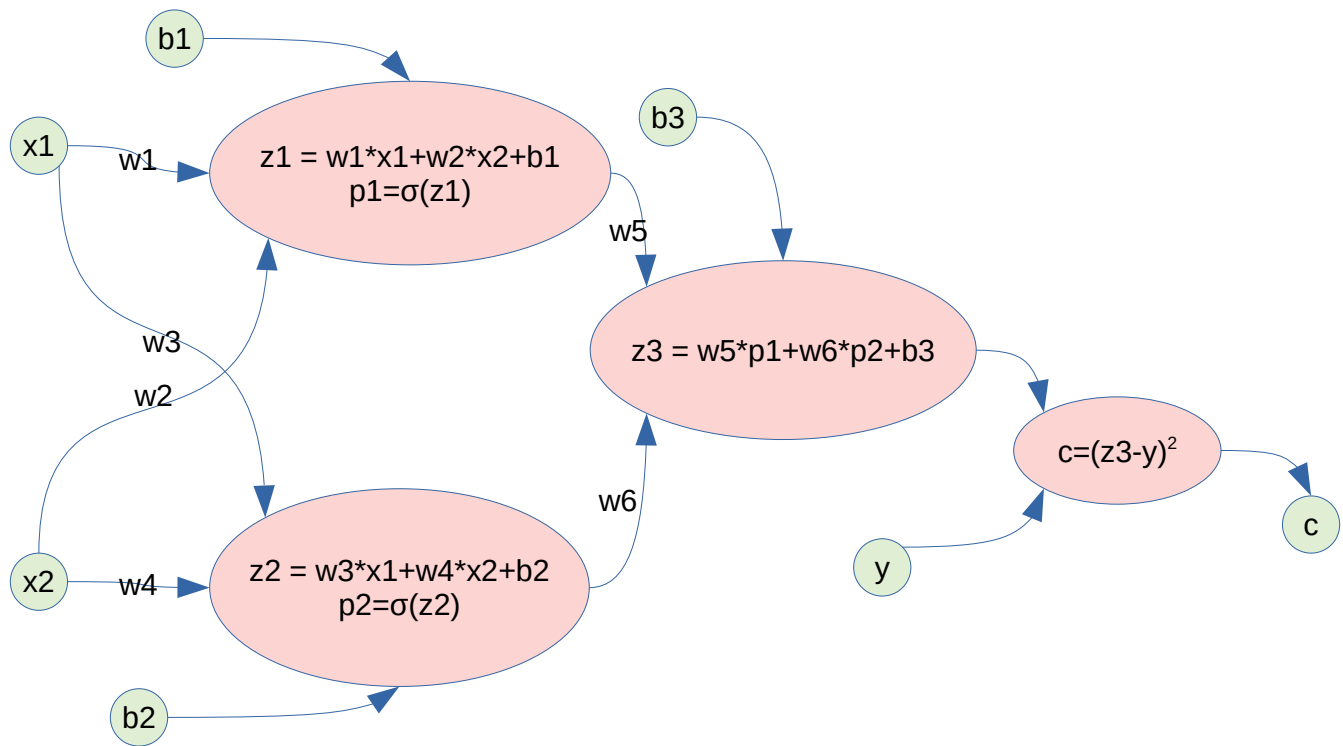 b1
x1
w1
z1 = w1*x1+w2*x2+b1
p1=σ(z1)
b3
w5
w3
w2
z3 = w5*p1+w6*p2+b3
c=(z3-y)²
w6
c
x2
w4
z2 = w3*x1+w4*x2+b2
p2=σ(z2)
y
b2